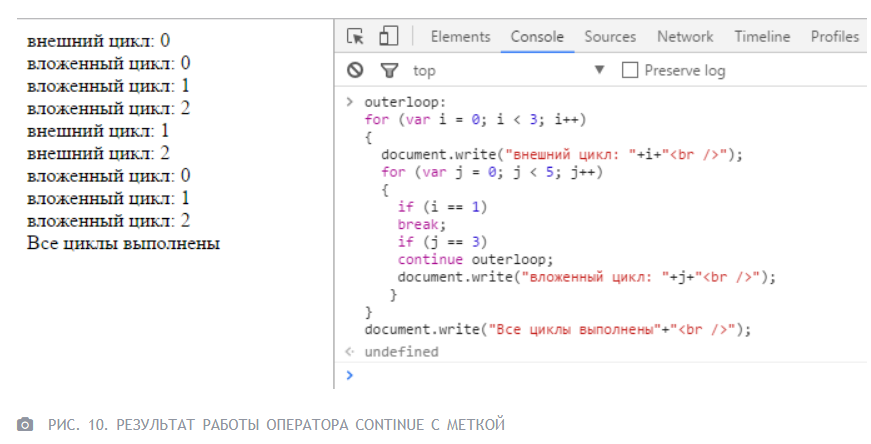 внешний цикл: 0
вложенный цикл: 0
вложенный цикл: 1
вложенный цикл: 2
внешний цикл: 1
внешний цикл: 2
вложенный цикл: 0
вложенный цикл: 1
вложенный цикл: 2
Все циклы выполнены
Elements Console Sources Network Timeline Profiles
top Preserve log
outerloop:
for (var i = 0; i < 3; i++)
{
document.write("внешний цикл: "+i+"<br />");
for (var j = 0; j < 5; j++)
{
if (i == 1)
break;
if (j == 3)
continue outerloop;
document.write("вложенный цикл: "+j+"<br />");
}
}
document.write("Все циклы выполнены"+"<br />");
undefined
РИС. 10. РЕЗУЛЬТАТ РАБОТЫ ОПЕРАТОРА CONTINUE С МЕТКОЙ